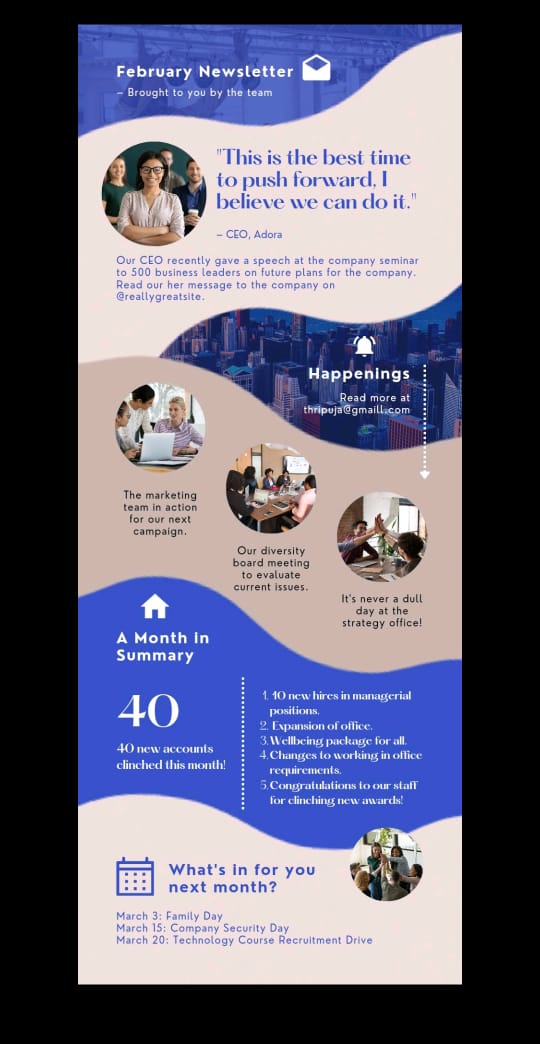 February Newsletter
– Brought to you by the team
"This is the best time
to push forward, I
believe we can do it."
– CEO, Adora
Our CEO recently gave a speech at the company seminar
to 500 business leaders on future plans for the company.
Read our her message to the company on
@reallygreatsite.
Happenings
Read more at
thripuja@gmaill.com
The marketing
team in action
for our next
campaign.
Our diversity
board meeting
to evaluate
current issues.
It's never a dull
day at the
strategy office!
A Month in
Summary
40
40 new accounts
clinched this month!
1. 10 new hires in managerial
positions.
2. Expansion of office.
3. Wellbeing package for all.
4. Changes to working in office
requirements.
5. Congratulations to our staff
for clinching new awards!
What's in for you
next month?
March 3: Family Day
March 15: Company Security Day
March 20: Technology Course Recruitment Drive